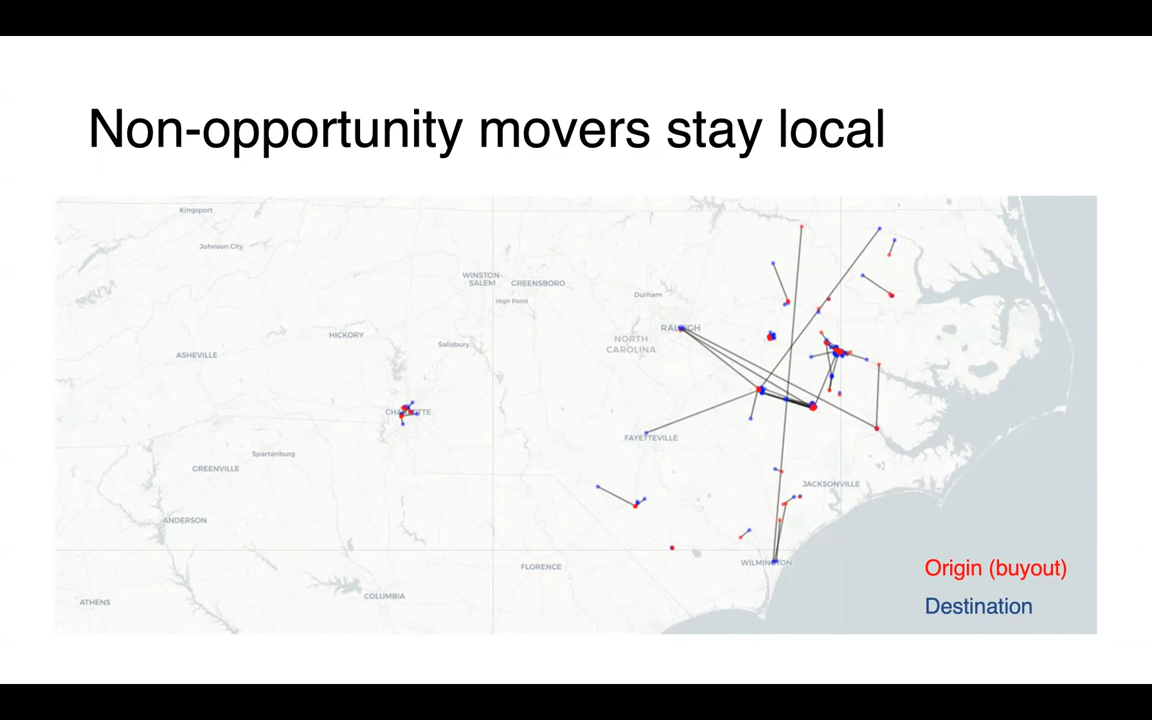 Non-opportunity movers stay local
Kingsport
Johnson City
WINSTON-
SALEM
GREENSBORO
High Point
Durham
RALEIGH
NORTH
CAROLINA
HICKORY
Salisbury
ASHEVILLE
CHARLOTTE
FAYETTEVILLE
Spartanburg
GREENVILLE
JACKSONVILLE
ANDERSON
WILMINGTON
FLORENCE
COLUMBIA
ATHENS
Origin (buyout)
Destination